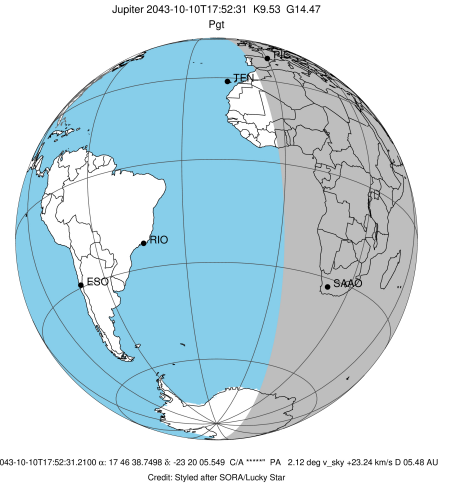 Jupiter 2043-10-10T17:52:31 K9.53 G14.47
Pgt
TEN
RIO
ESO
SAAO
043-10-10T17:52:31.2100 α: 17 46 38.7498 δ: -23 20 05.549 C/A *****" PA 2.12 deg v_sky +23.24 km/s D 05.48 AU
Credit: Styled after SORA/Lucky Star